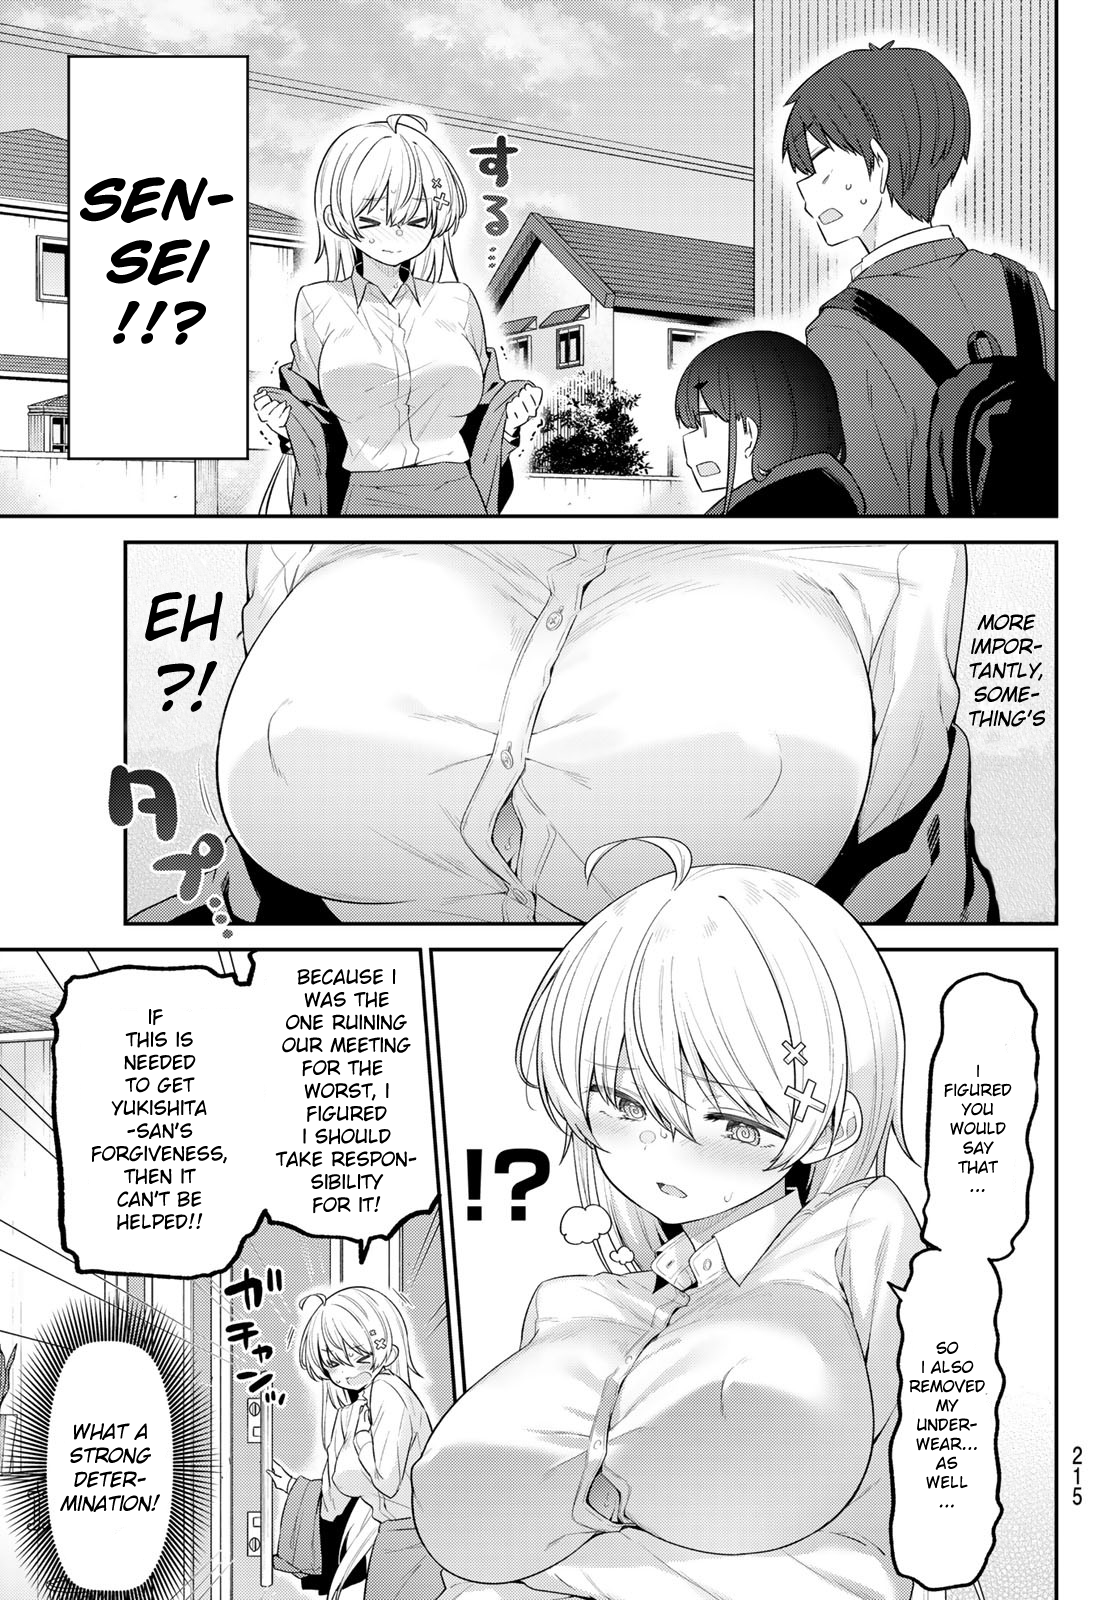 SEN-
SEI
!!?
する
MORE
IMPOR-
TANTLY,
SOME-
THING'S
EH
?!
タプ
I
FIGURED
YOU
WOULD
SAY
THAT
...
SO
I ALSO
REMOVED
MY
UNDER-
WEAR...
AS
WELL
...
!?
BECAUSE I
WAS THE
ONE RUINING
OUR MEETING
FOR THE
WORST, I
FIGURED
I SHOULD
TAKE RESPON-
SIBILITY
FOR IT!
IF
THIS IS
NEEDED
TO GET
YUKISHITA
-SAN'S
FORGIVENESS,
THEN IT
CAN'T BE
HELPED!!
ガチャンッ
WHAT A
STRONG
DETER-
MINATION!
215